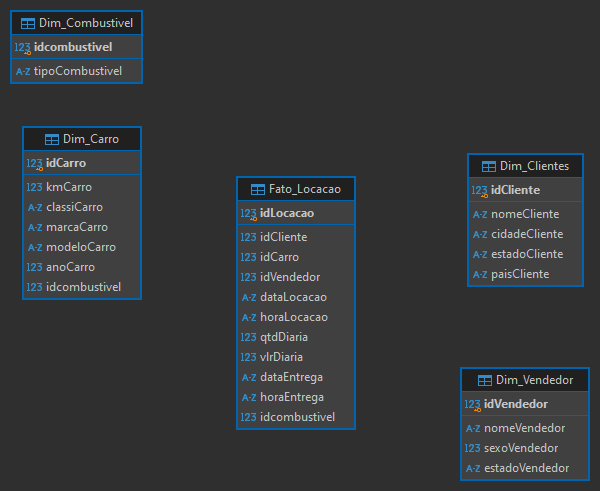 Dim_Combustivel
123 idcombustivel
A-Z tipoCombustivel
Dim_Carro
123 idCarro
123 kmCarro
A-Z classiCarro
A-Z marcaCarro
A-Z modeloCarro
123 anoCarro
123 idcombustivel
Fato_Locacao
123 idLocacao
123 idCliente
123 idCarro
123 idVendedor
A-Z dataLocacao
A-Z horaLocacao
123 qtdDiaria
123 vlrDiaria
A-Z dataEntrega
A-Z horaEntrega
123 idcombustivel
Dim_Clientes
123 idCliente
A-Z nomeCliente
A-Z cidadeCliente
A-Z estadoCliente
A-Z paisCliente
Dim_Vendedor
123 idVendedor
A-Z nomeVendedor
123 sexoVendedor
A-Z estadoVendedor